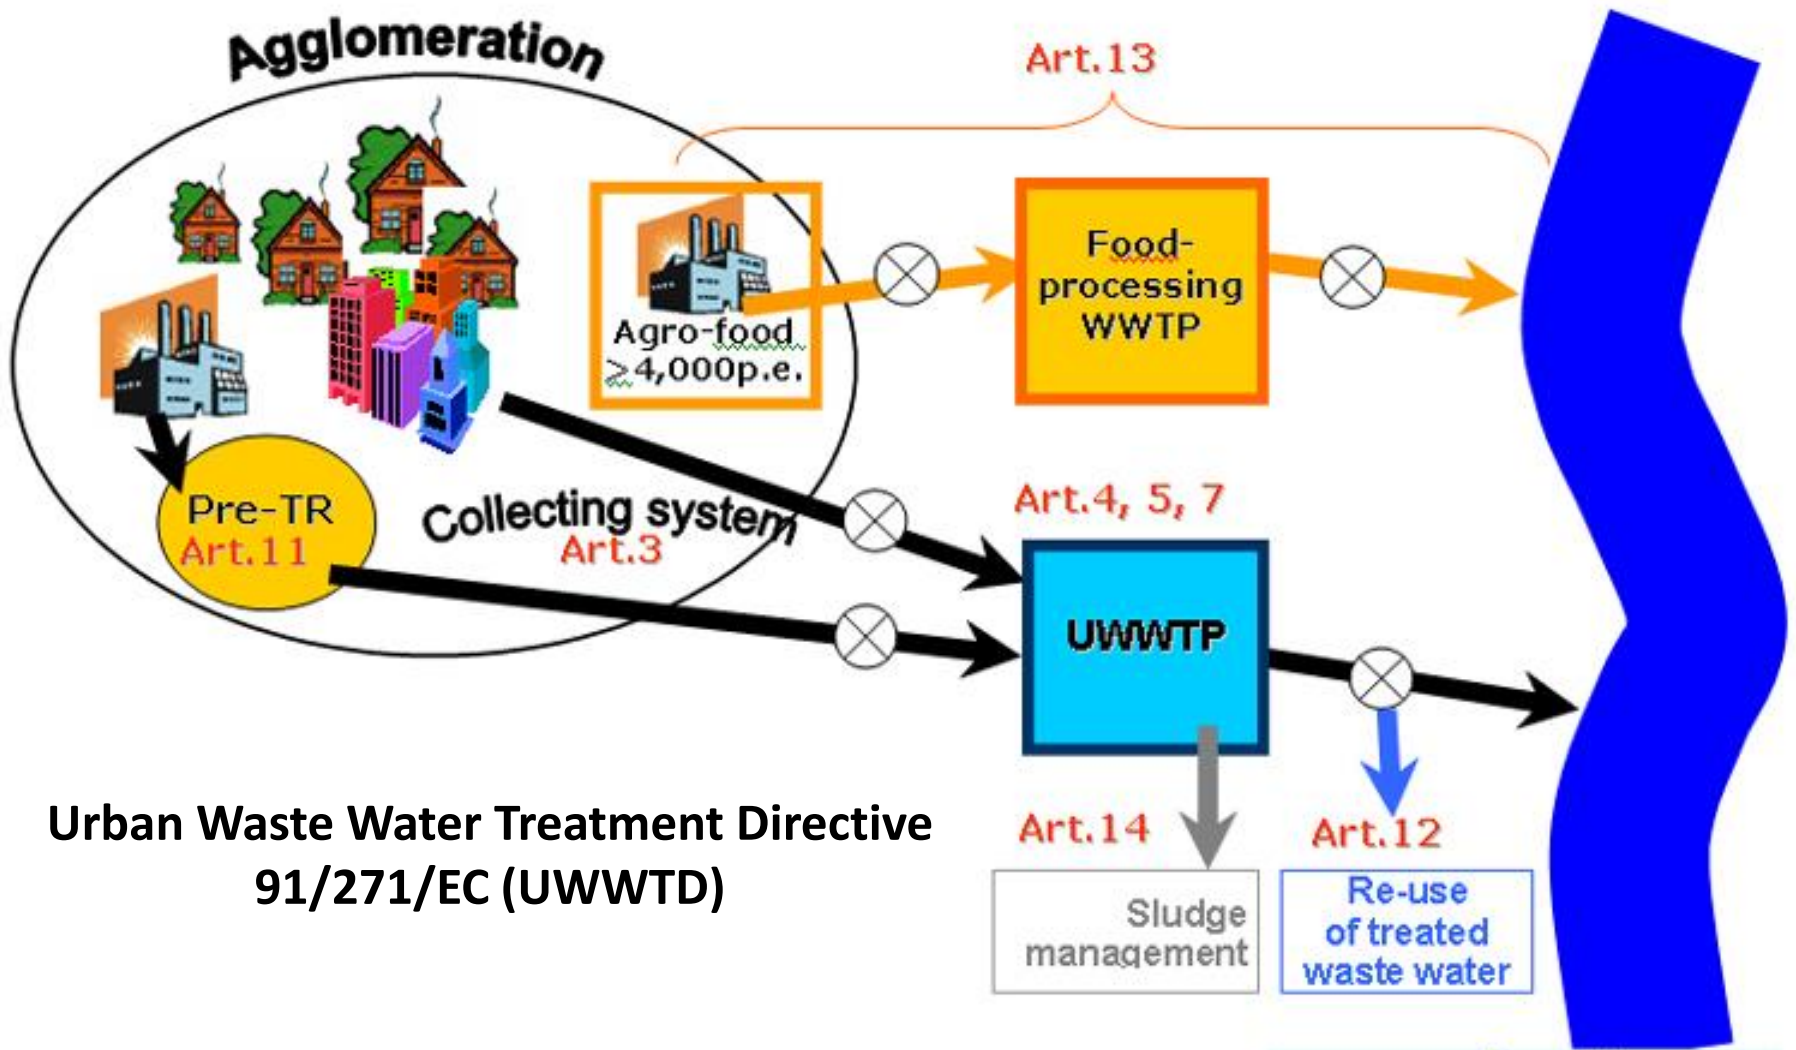 Agglomeration
Art.13
Agro-food
≥4,000p.e.
Food-
processing
WWTP
Pre-TR
Art.11
Collecting system
Art.3
Art.4, 5, 7
UWWTP
Urban Waste Water Treatment Directive
91/271/EC (UWWTD)
Art.14
Sludge
management
Art.12
Re-use
of treated
waste water